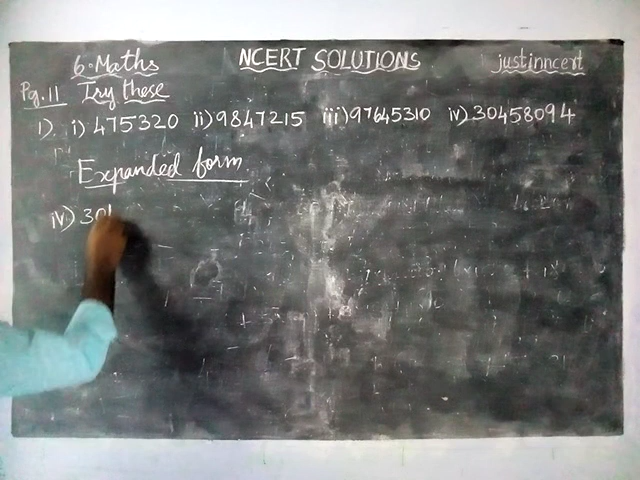 6. Maths NCERT SOLUTIONS justinncert
Pg.11 Try these
1). i) 475320 ii) 9847215 iii) 97645310 iv) 30458094
Expanded form
iv) 30